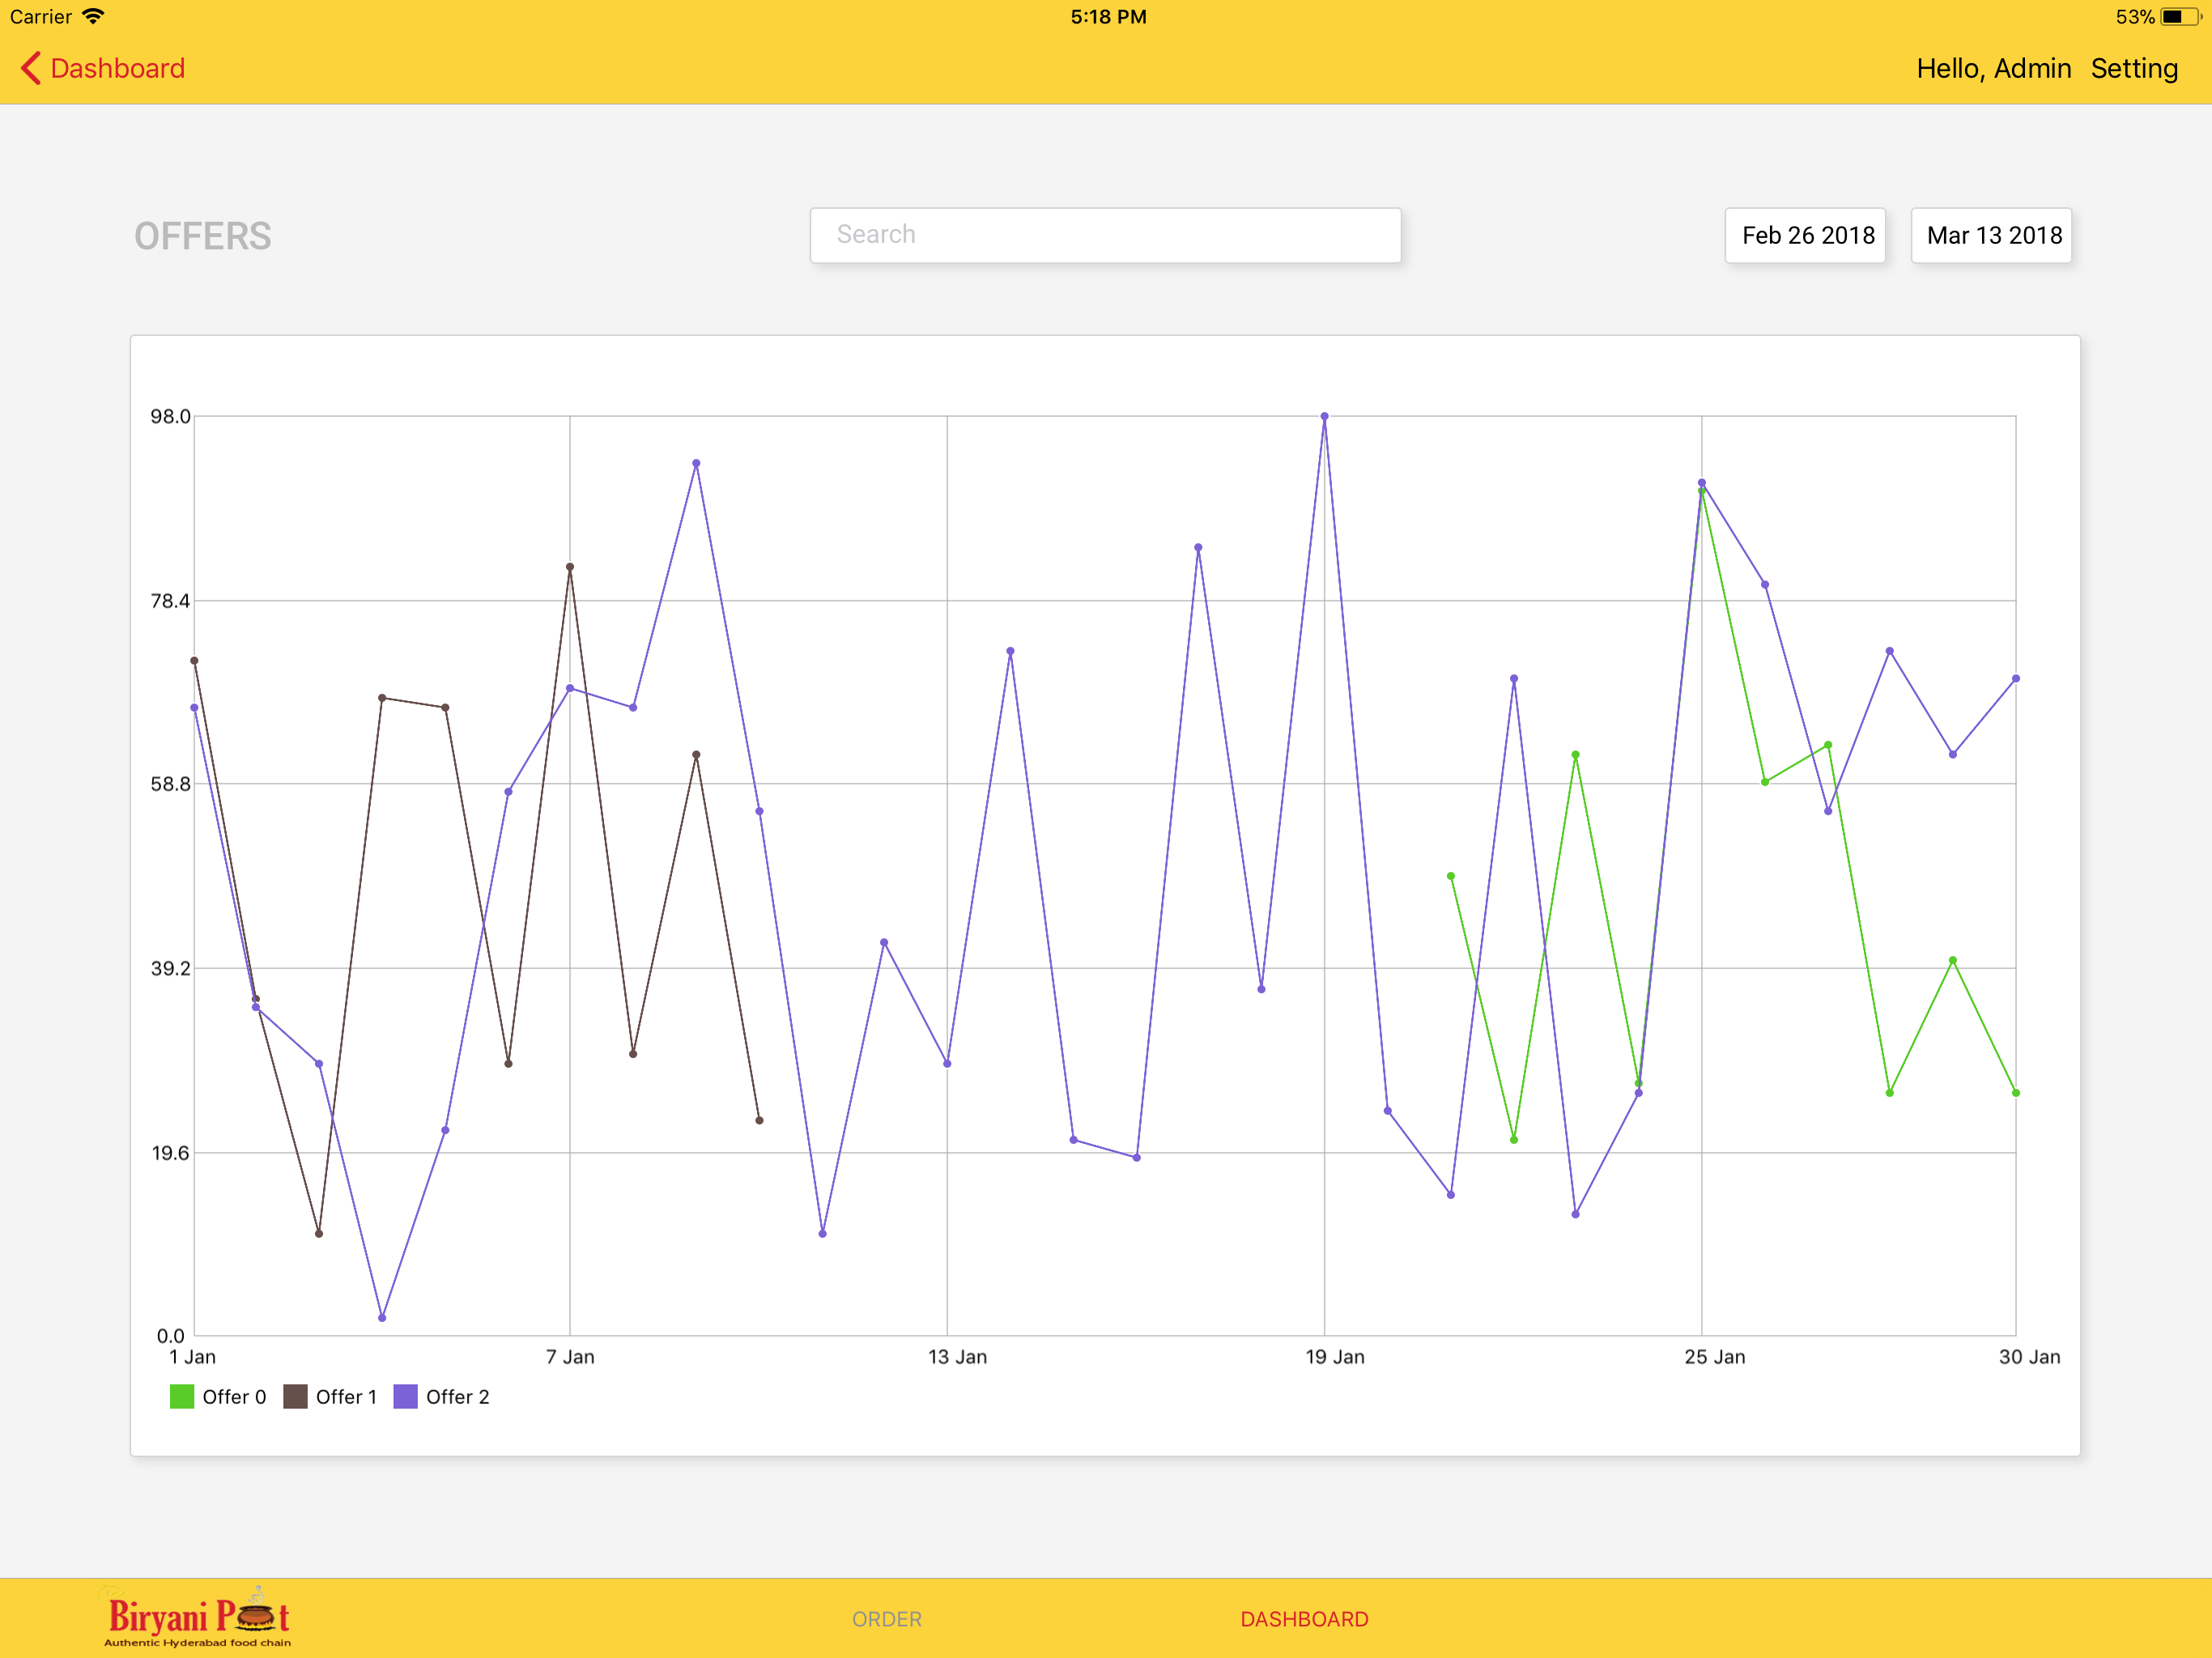 Carrier 5:18 PM 53%
Dashboard Hello, Admin Setting
OFFERS Search Feb 26 2018 Mar 13 2018
98.0
78.4
58.8
39.2
19.6
0.0
1 Jan 7 Jan 13 Jan 19 Jan 25 Jan 30 Jan
Offer 0 Offer 1 Offer 2
Biryani Pot
Authentic Hyderabad food chain
ORDER DASHBOARD